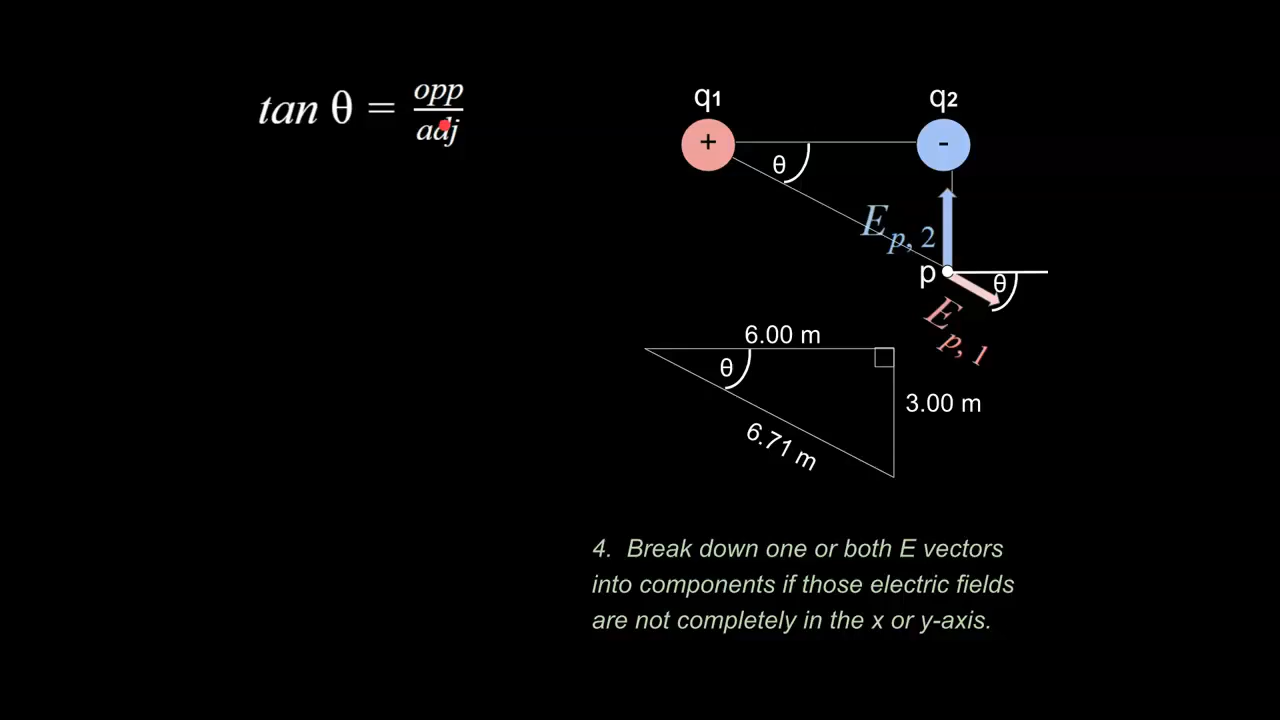 tan θ = opp/adj
q1
q2
+
-
θ
E p, 2
p
θ
E p, 1
6.00 m
θ
3.00 m
6.71 m
4. Break down one or both E vectors
into components if those electric fields
are not completely in the x or y-axis.